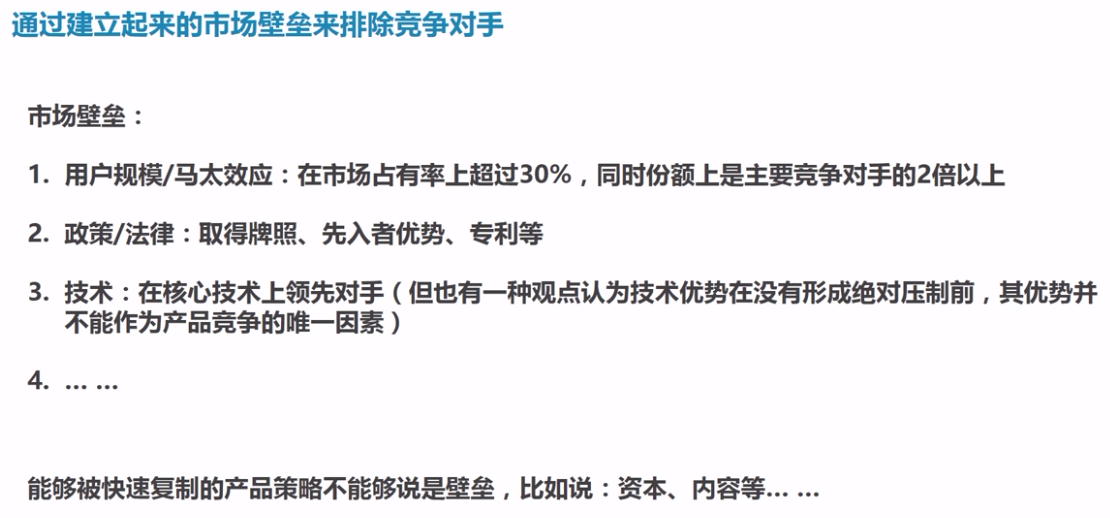 通过建立起来的市场壁垒来排除竞争对手
市场壁垒：
1. 用户规模/马太效应：在市场占有率上超过30%，同时份额上是主要竞争对手的2倍以上
2. 政策/法律：取得牌照、先入者优势、专利等
3. 技术：在核心技术上领先对手（但也有一种观点认为技术优势在没有形成绝对压制前，其优势并
不能作为产品竞争的唯一因素）
4. … …
能够被快速复制的产品策略不能够说是壁垒，比如说：资本、内容等… …